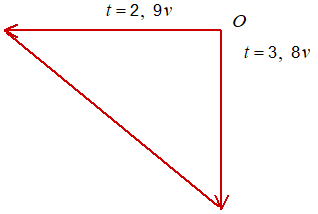 t = 2, 9v
O
t = 3, 8v